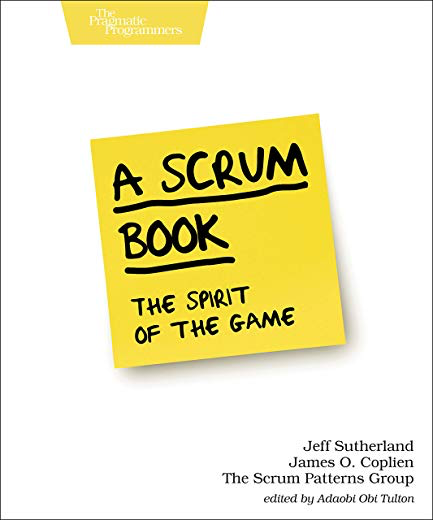 The
Pragmatic
Programmers
A SCRUM
BOOK
THE SPIRIT
OF THE GAME
Jeff Sutherland
James O. Coplien
The Scrum Patterns Group
edited by Adaobi Obi Tulton